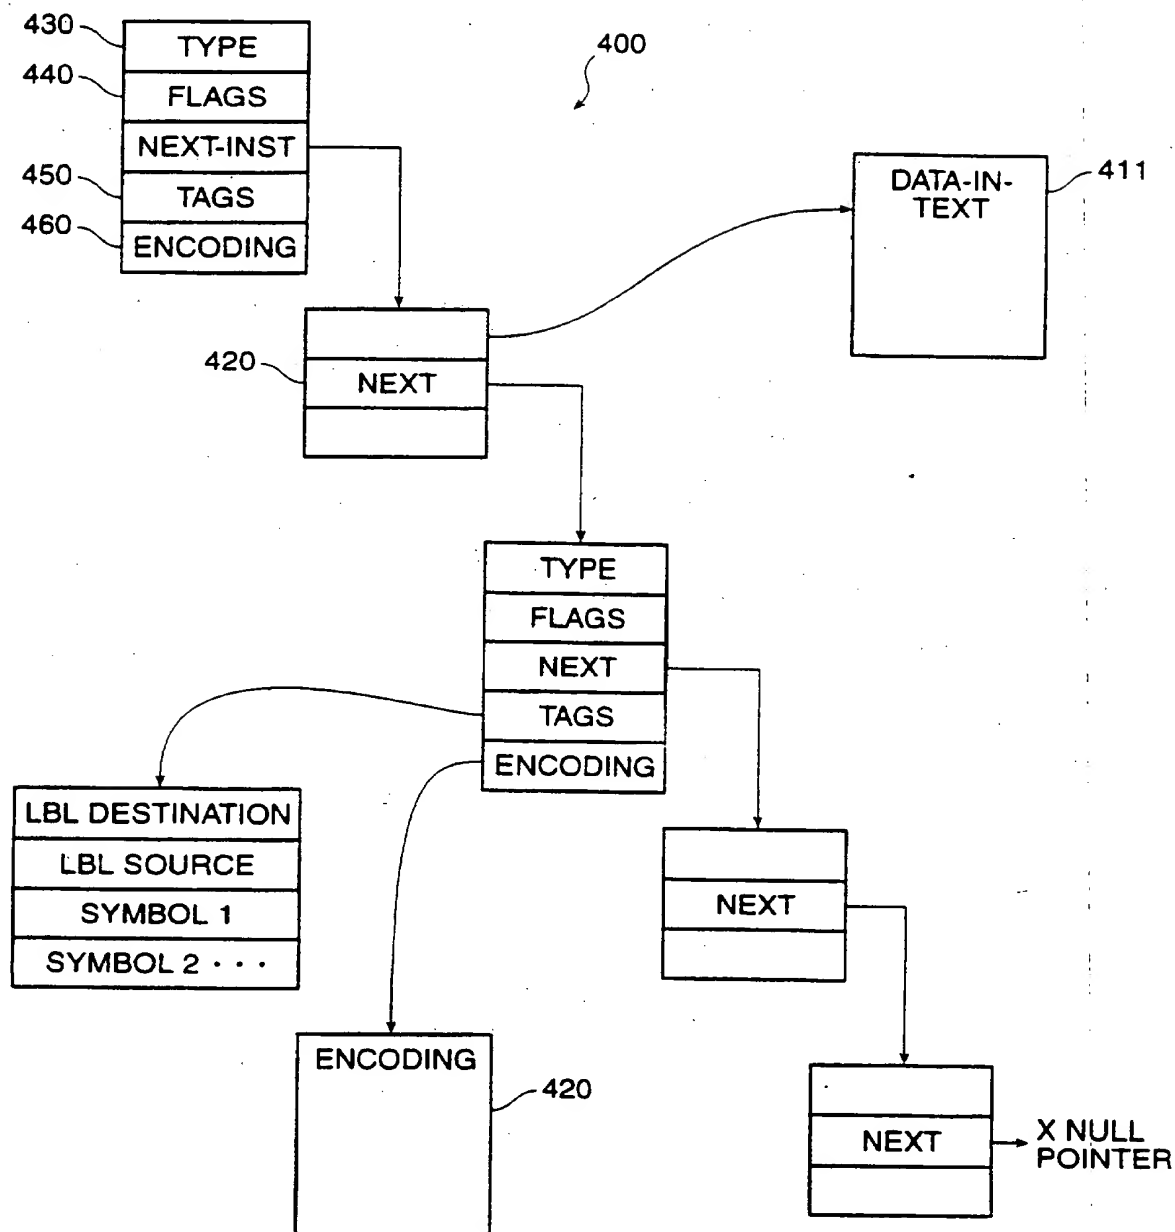 430
TYPE
400
440
FLAGS
NEXT-INST
450
TAGS
460
ENCODING
DATA-IN-
TEXT
411
420
NEXT
TYPE
FLAGS
NEXT
TAGS
ENCODING
LBL DESTINATION
LBL SOURCE
SYMBOL 1
SYMBOL 2 · · ·
NEXT
ENCODING
420
NEXT
X NULL
POINTER